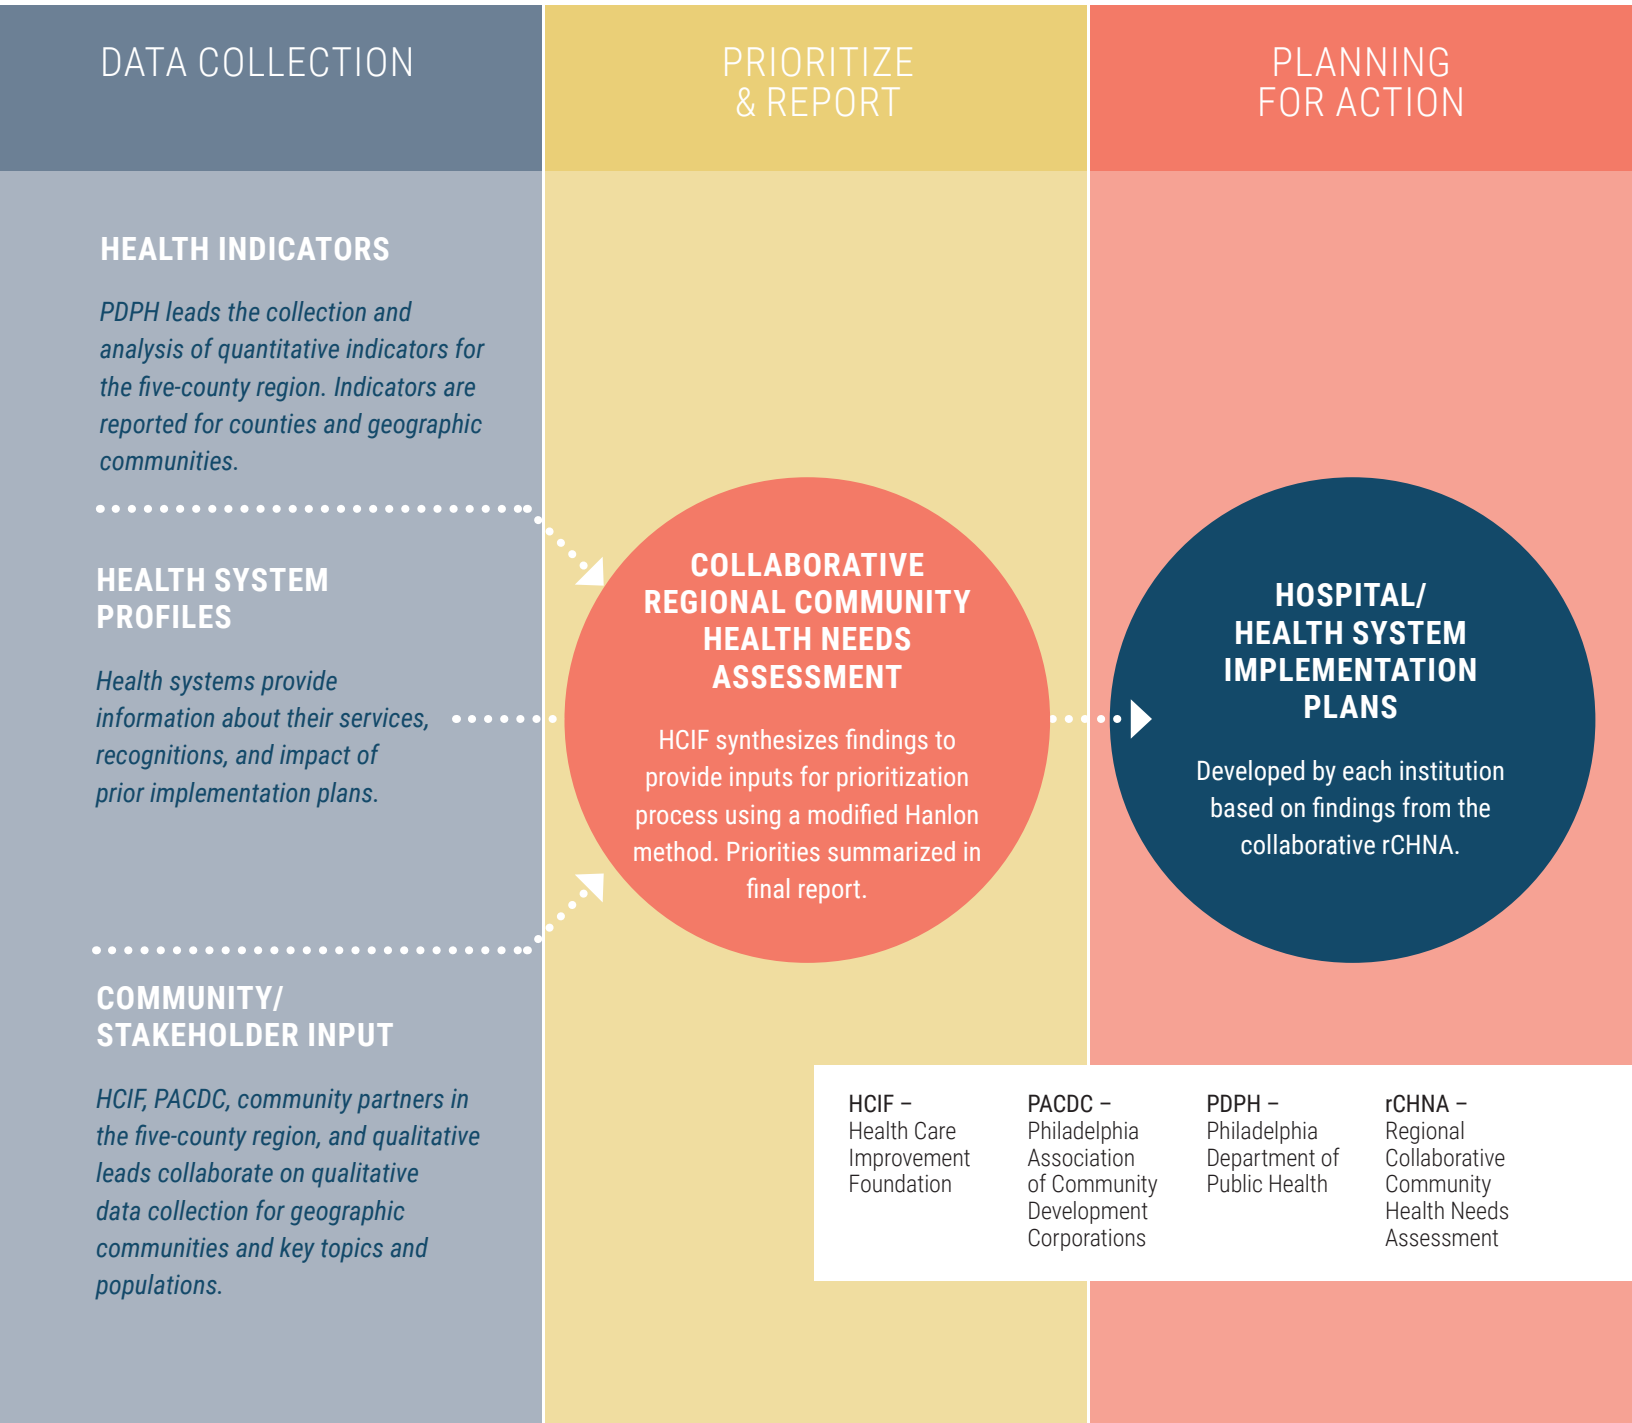 DATA COLLECTION
HEALTH INDICATORS
PDPH leads the collection and
analysis of quantitative indicators for
the five-county region. Indicators are
reported for counties and geographic
communities.
HEALTH SYSTEM
PROFILES
Health systems provide
information about their services,
recognitions, and impact of
prior implementation plans.
COMMUNITY/
STAKEHOLDER INPUT
HCIF, PACDC, community partners in
the five-county region, and qualitative
leads collaborate on qualitative
data collection for geographic
communities and key topics and
populations.
PRIORITIZE
& REPORT
COLLABORATIVE
REGIONAL COMMUNITY
HEALTH NEEDS
ASSESSMENT
HCIF synthesizes findings to
provide inputs for prioritization
process using a modified Hanlon
method. Priorities summarized in
final report.
PLANNING
FOR ACTION
HOSPITAL/
HEALTH SYSTEM
IMPLEMENTATION
PLANS
Developed by each institution
based on findings from the
collaborative rCHNA.
HCIF –
Health Care
Improvement
Foundation
PACDC –
Philadelphia
Association
of Community
Development
Corporations
PDPH –
Philadelphia
Department of
Public Health
rCHNA –
Regional
Collaborative
Community
Health Needs
Assessment